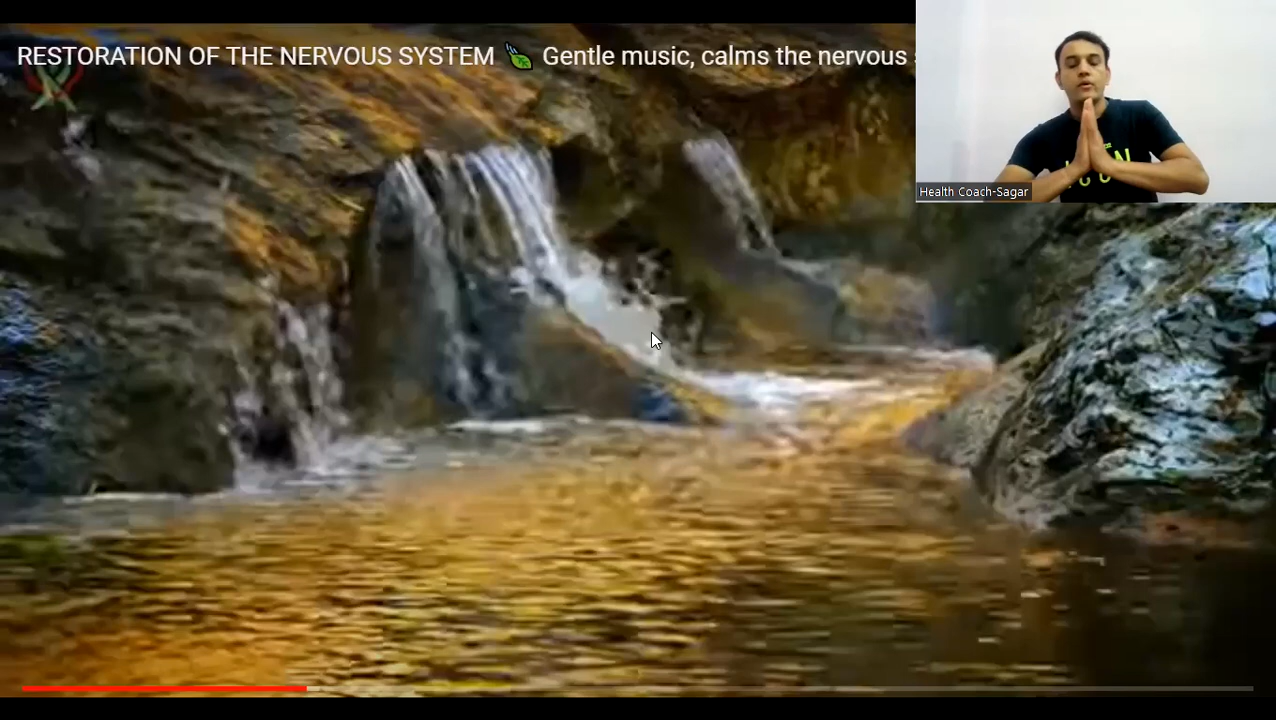 RESTORATION OF THE NERVOUS SYSTEM 🌿 Gentle music, calms the nervous
Health Coach-Sagar